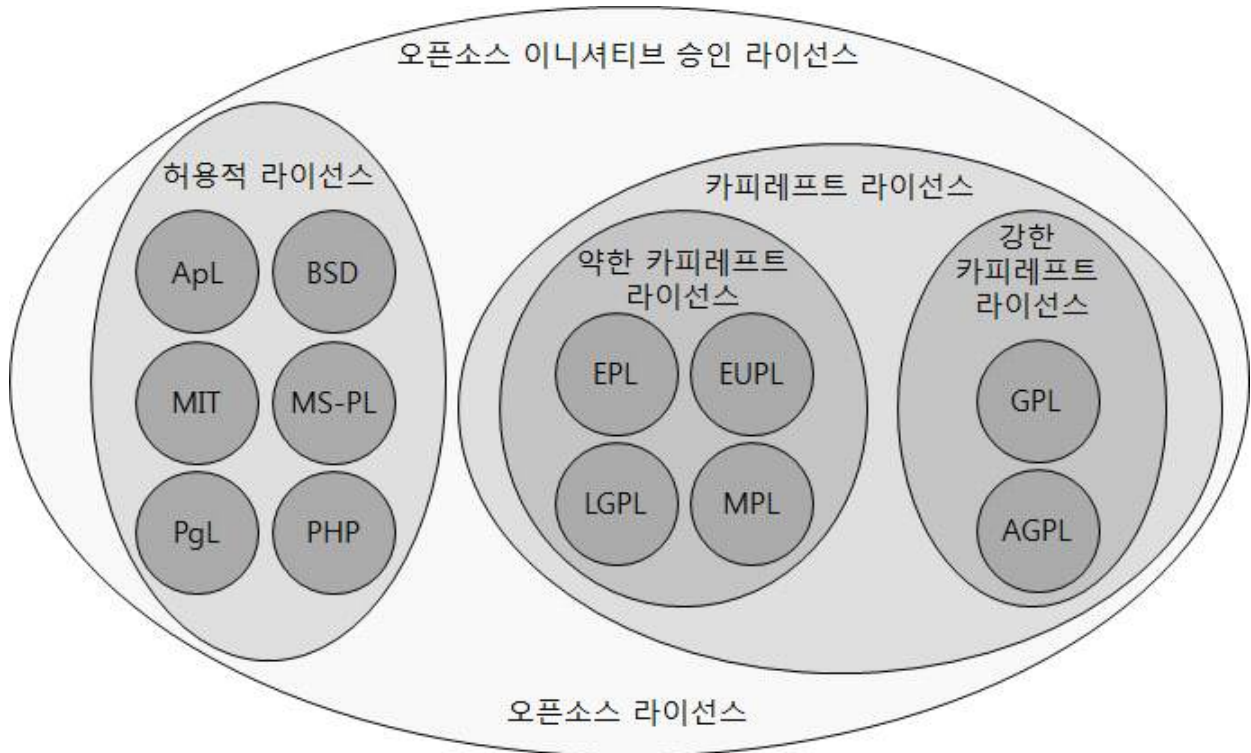 오픈소스 이니셔티브 승인 라이선스
허용적 라이선스
ApL
BSD
MIT
MS-PL
PgL
PHP
카피레프트 라이선스
약한 카피레프트
라이선스
EPL
EUPL
LGPL
MPL
강한
카피레프트
라이선스
GPL
AGPL
오픈소스 라이선스